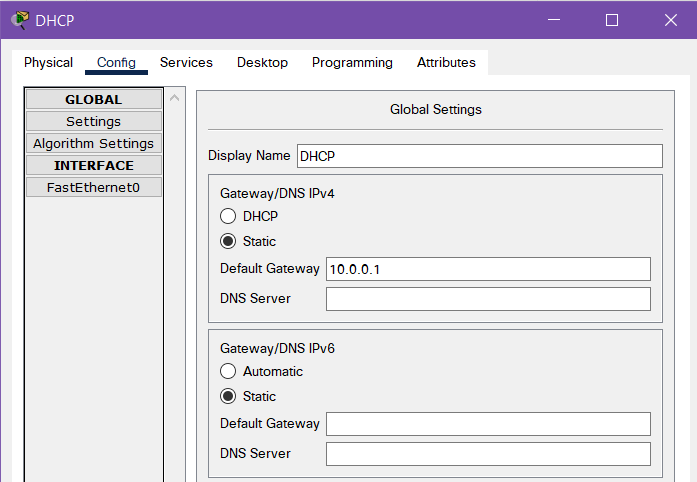 DHCP
Physical Config Services Desktop Programming Attributes
GLOBAL
Settings
Algorithm Settings
INTERFACE
FastEthernet0
Global Settings
Display Name DHCP
Gateway/DNS IPv4
DHCP
Static
Default Gateway 10.0.0.1
DNS Server
Gateway/DNS IPv6
Automatic
Static
Default Gateway
DNS Server